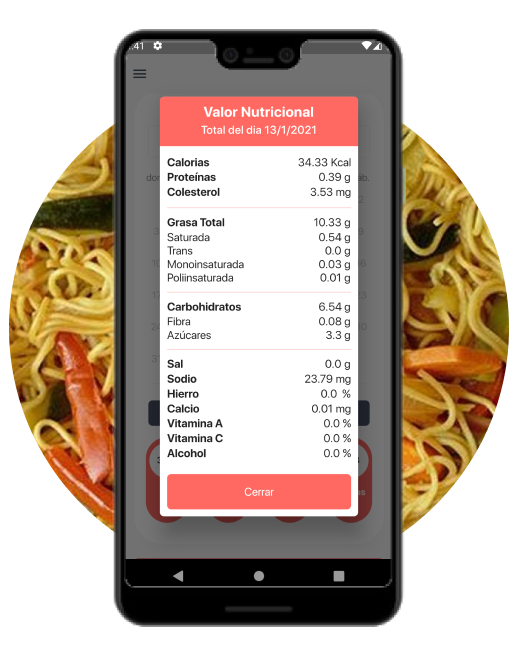 :41
Valor Nutricional
Total del dia 13/1/2021
Calorias 34.33 Kcal
Proteínas 0.39 g
Colesterol 3.53 mg
Grasa Total 10.33 g
Saturada 0.54 g
Trans 0.0 g
Monoinsaturada 0.03 g
Poliinsaturada 0.01 g
Carbohidratos 6.54 g
Fibra 0.08 g
Azúcares 3.3 g
Sal 0.0 g
Sodio 23.79 mg
Hierro 0.0 %
Calcio 0.01 mg
Vitamina A 0.0 %
Vitamina C 0.0 %
Alcohol 0.0 %
Cerrar